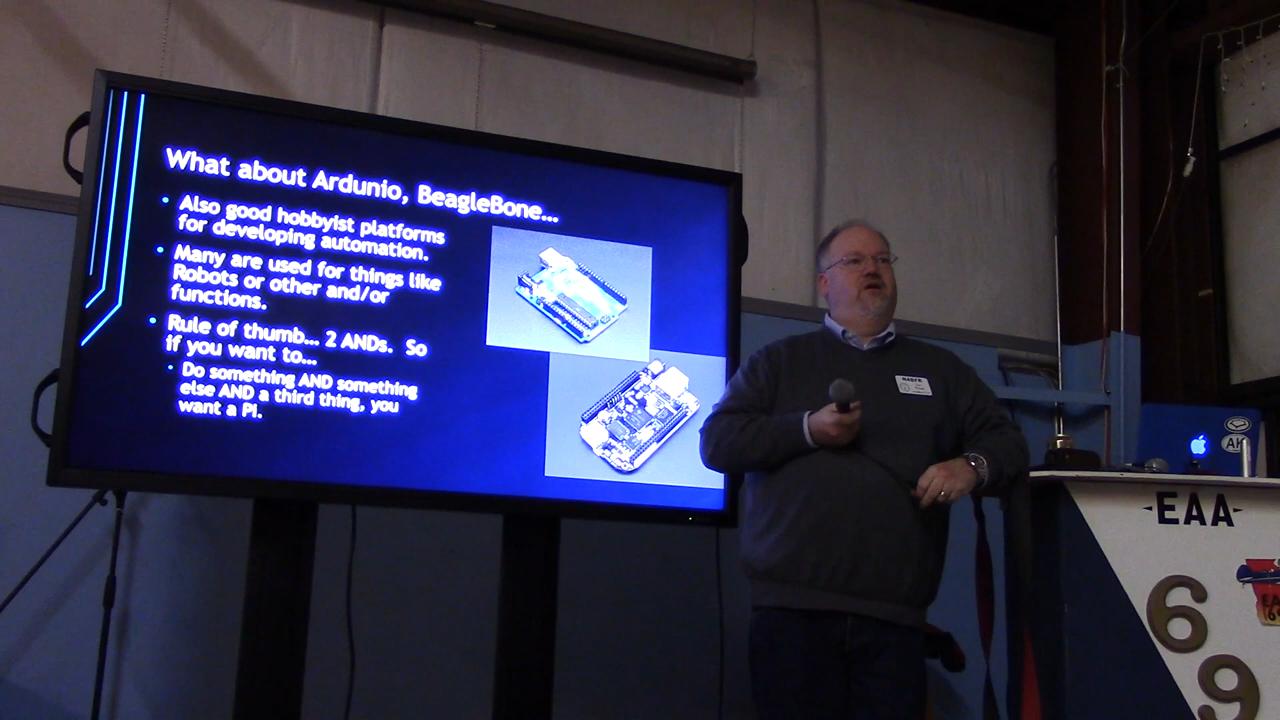 What about Ardunio, BeagleBone...
• Also good hobbyist platforms
for developing automation.
• Many are used for things like
Robots or other and/or
functions.
• Rule of thumb... 2 ANDs. So
if you want to...
• Do something AND something
else AND a third thing, you
want a Pi.
AK
-EAA-
6
9